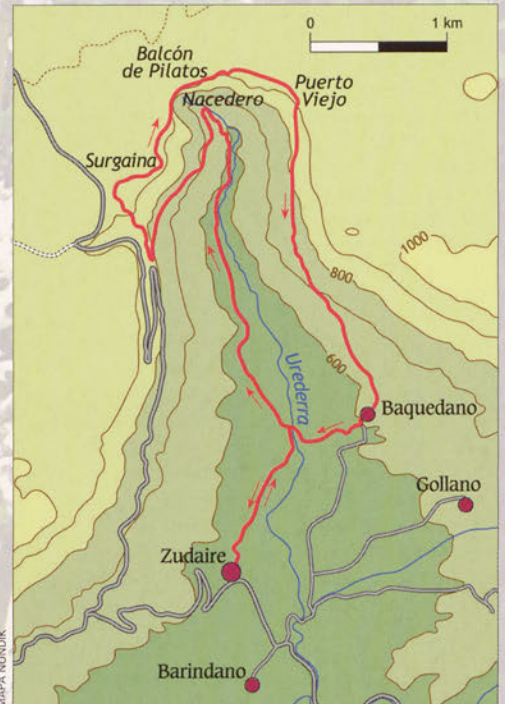 0 1 km
Balcón
de Pilatos
Puerto
Viejo
Nacedero
Surgaina
1000
800
600
Urederra
Baquedano
Gollano
Zudaire
Barindano
MAPA NUNDIK